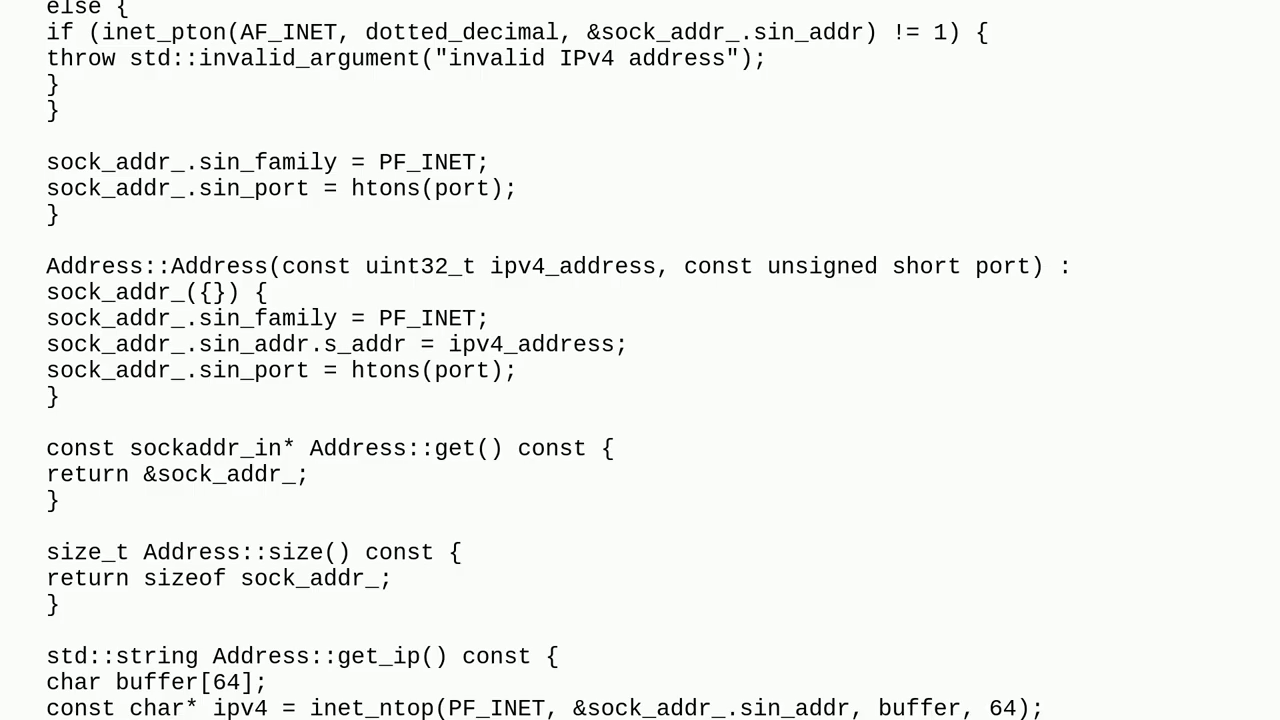 else {
if (inet_pton(AF_INET, dotted_decimal, &sock_addr_.sin_addr) != 1) {
throw std::invalid_argument("invalid IPv4 address");
}
}
sock_addr_.sin_family = PF_INET;
sock_addr_.sin_port = htons(port);
}
Address::Address(const uint32_t ipv4_address, const unsigned short port) :
sock_addr_({}) {
sock_addr_.sin_family = PF_INET;
sock_addr_.sin_addr.s_addr = ipv4_address;
sock_addr_.sin_port = htons(port);
}
const sockaddr_in* Address::get() const {
return &sock_addr_;
}
size_t Address::size() const {
return sizeof sock_addr_;
}
std::string Address::get_ip() const {
char buffer[64];
const char* ipv4 = inet_ntop(PF_INET, &sock_addr_.sin_addr, buffer, 64);